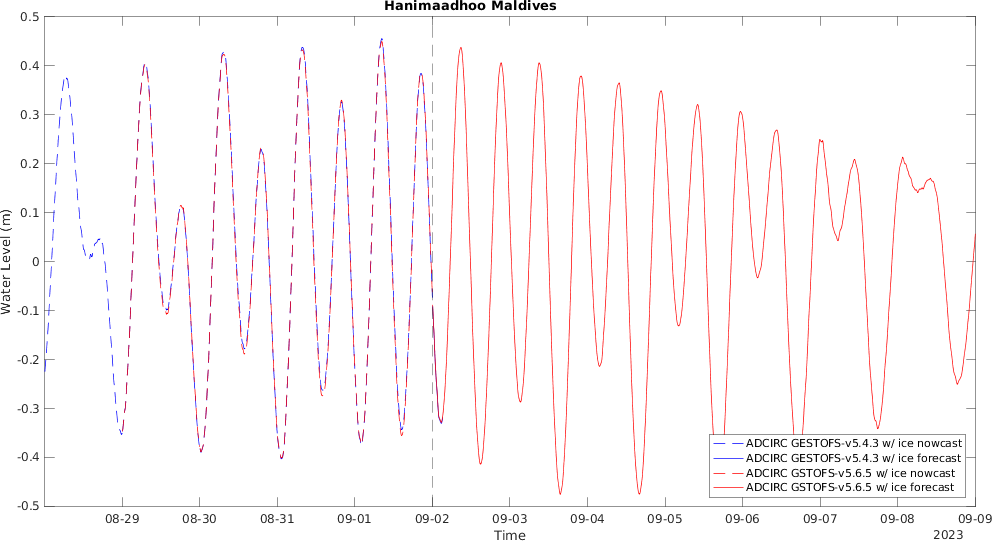 Hanimaadhoo Maldives
0.5
0.4
0.3
0.2
0.1
0
-0.1
-0.2
-0.3
-0.4
-0.5
Water Level (m)
ADCIRC GESTOFS-v5.4.3 w/ ice nowcast
ADCIRC GESTOFS-v5.4.3 w/ ice forecast
ADCIRC GSTOFS-v5.6.5 w/ ice nowcast
ADCIRC GSTOFS-v5.6.5 w/ ice forecast
08-29 08-30 08-31 09-01 09-02 09-03 09-04 09-05 09-06 09-07 09-08 09-09
Time
2023